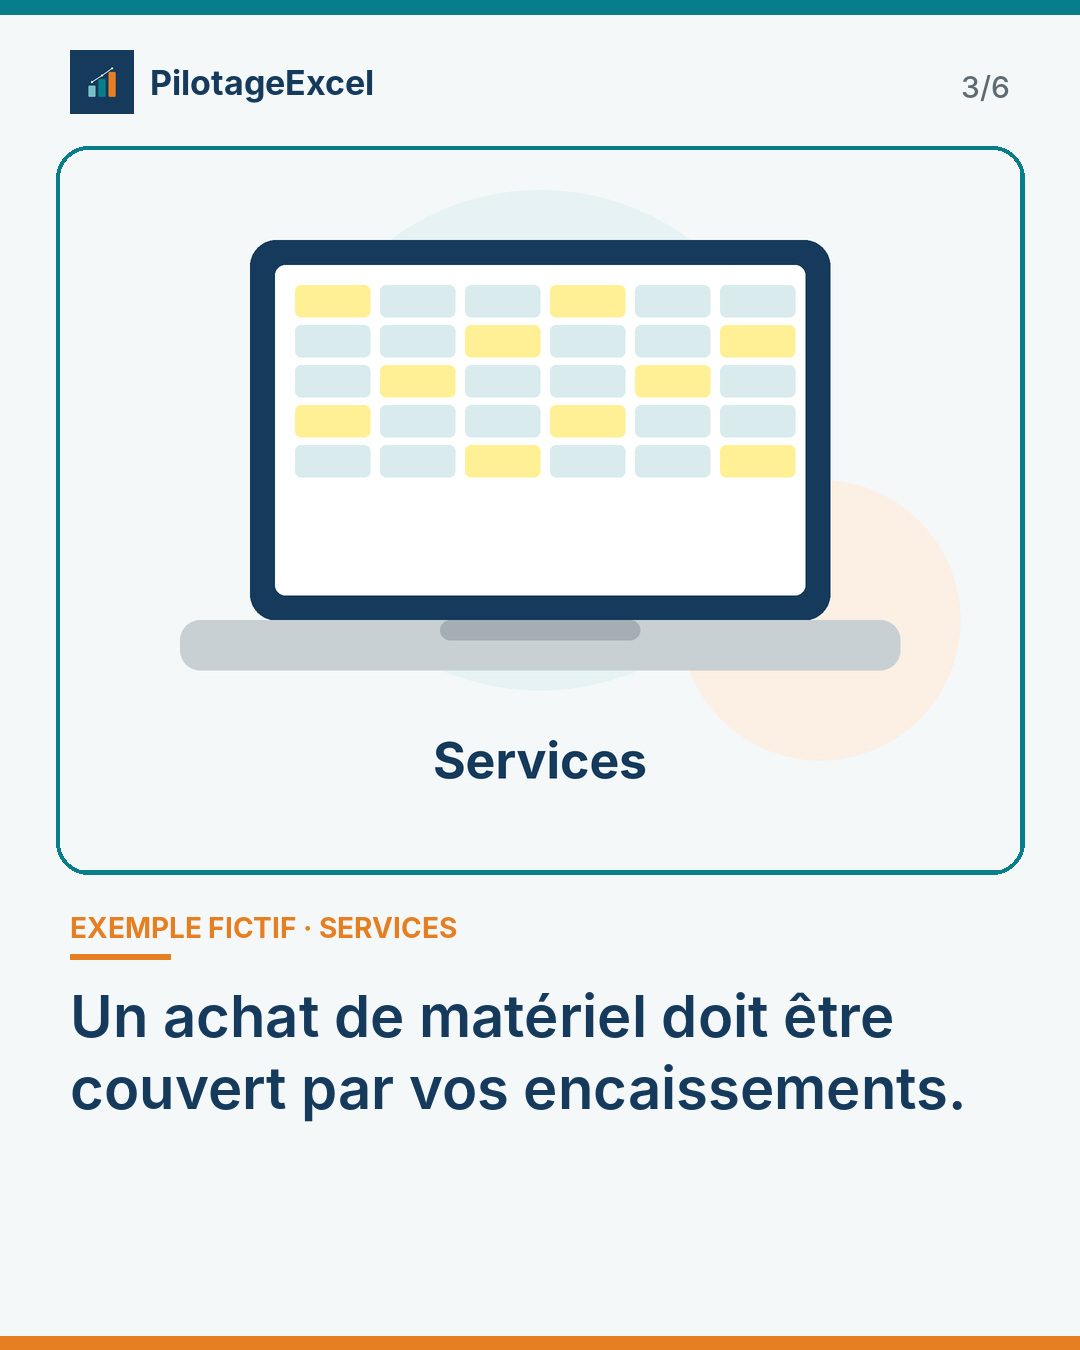 PilotageExcel
3/6
Services
EXEMPLE FICTIF · SERVICES
Un achat de matériel doit être
couvert par vos encaissements.